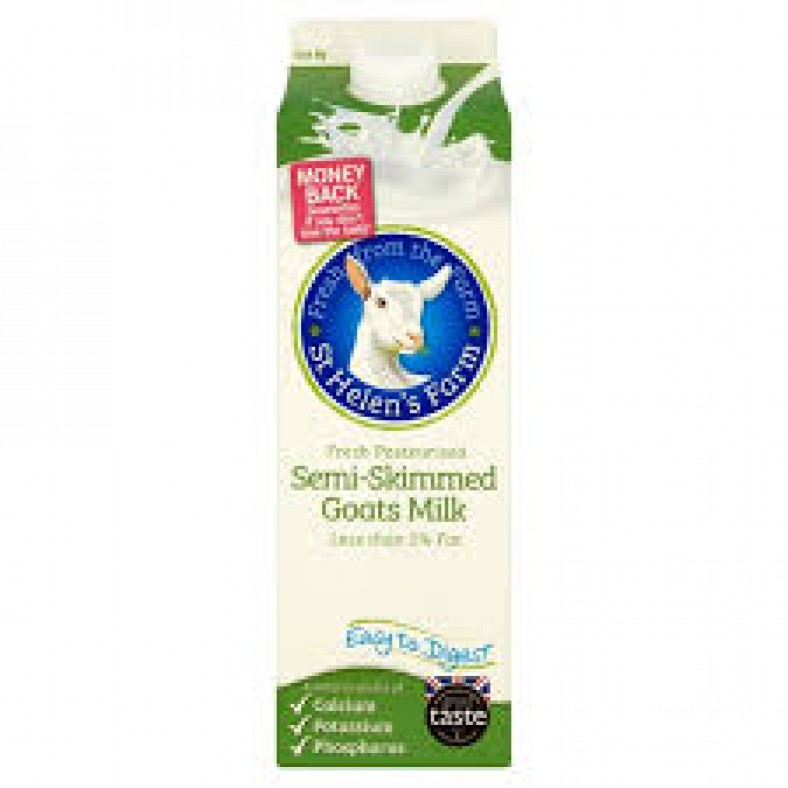 MONEY
BACK
Fresh from the Farm
St Helen's Farm
Fresh Pasteurised
Semi-Skimmed
Goats Milk
Less than 2% Fat
Easy to Digest
Calcium
Potassium
Phosphorus
taste